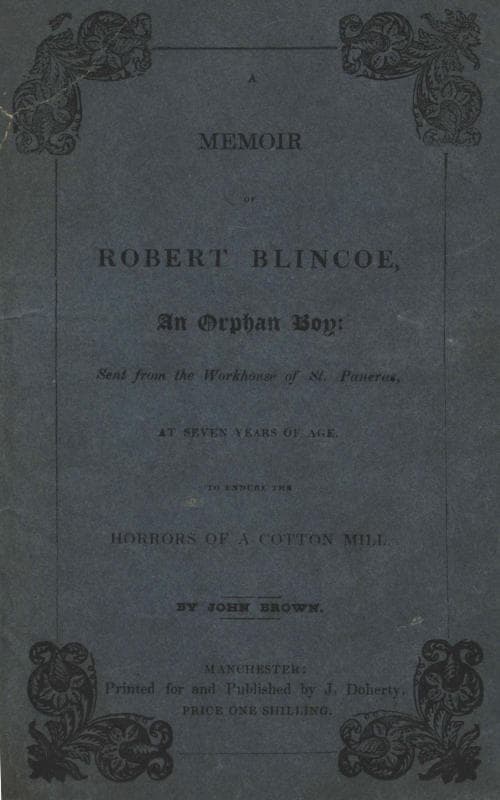 A
MEMOIR
OF
ROBERT BLINCOE,
An Orphan Boy:
Sent from the Workhouse of St. Pancras,
AT SEVEN YEARS OF AGE,
TO ENDURE THE
HORRORS OF A COTTON MILL
BY JOHN BROWN.
MANCHESTER:
Printed for and Published by J. Doherty.
PRICE ONE SHILLING.